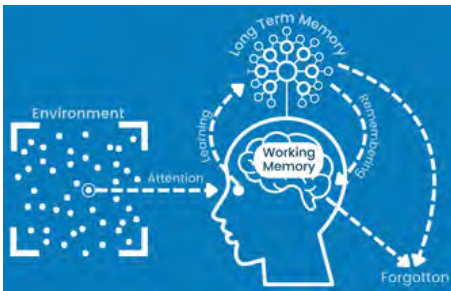 Long Term Memory
Environment
Learning
Remembering
Working
Memory
Attention
Forgotton